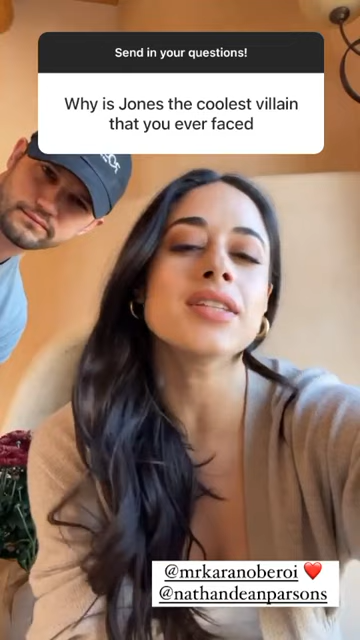 Send in your questions!
Why is Jones the coolest villain
that you ever faced
@mrkaranoberoi ❤️
@nathandeanparsons